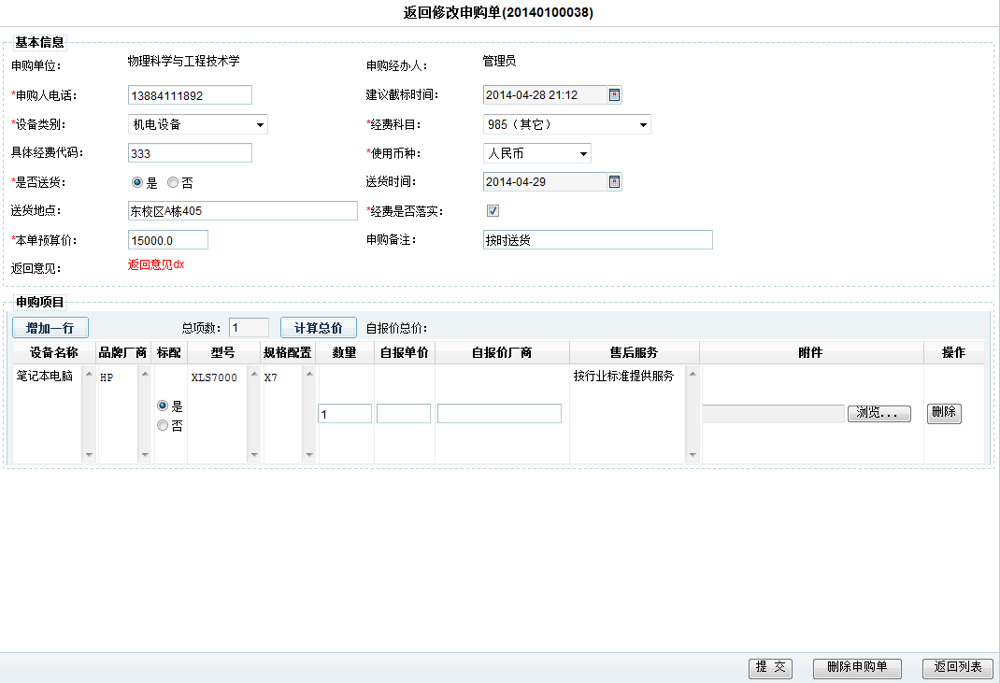 返回修改申购单(20140100038)
基本信息
申购单位: 物理科学与工程技术学 申购经办人: 管理员
*申购人电话: 13884111892 建议截标时间: 2014-04-28 21:12
*设备类别: 机电设备 *经费科目: 985（其它）
具体经费代码: 333 *使用币种: 人民币
*是否送货: 是 否 送货时间: 2014-04-29
送货地点: 东校区A栋405 *经费是否落实:
*本单预算价: 15000.0 申购备注: 按时送货
返回意见: 返回意见dx
申购项目
增加一行 总项数: 1 计算总价 自报价总价:
设备名称 品牌厂商 标配 型号 规格配置 数量 自报单价 自报价厂商 售后服务 附件 操作
笔记本电脑 HP 是 否 XLS7000 X7 1 按行业标准提供服务 浏览... 删除
提 交 删除申购单 返回列表